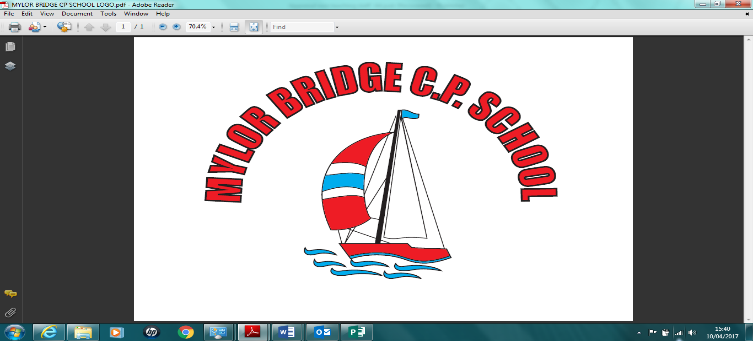 MYLOR BRIDGE CP SCHOOL LOGO.pdf - Adobe Reader
File Edit View Document Tools Window Help
1 / 1 70.4% Find
MYLOR BRIDGE C.P. SCHOOL
15:40
10/04/2017